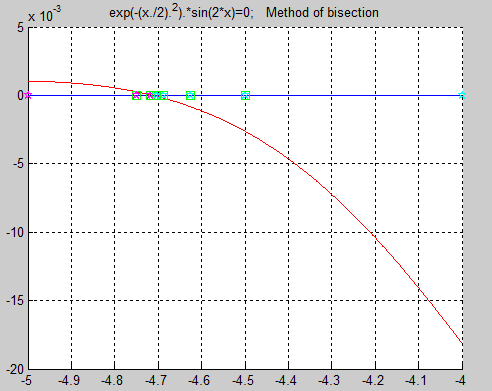 exp(-(x./2).²).*sin(2*x)=0; Method of bisection
x 10⁻³
5
0
-5
-10
-15
-20
-5 -4.9 -4.8 -4.7 -4.6 -4.5 -4.4 -4.3 -4.2 -4.1 -4